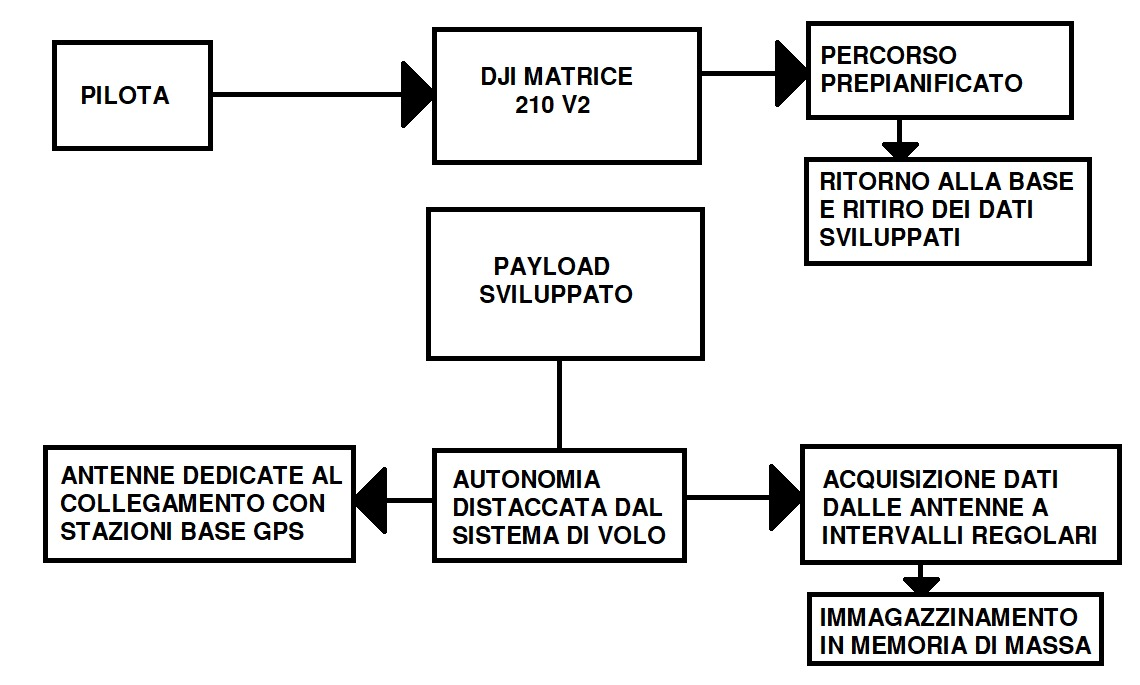 PILOTA
DJI MATRICE
210 V2
PERCORSO
PREPIANIFICATO
RITORNO ALLA BASE
E RITIRO DEI DATI
SVILUPPATI
PAYLOAD
SVILUPPATO
ANTENNE DEDICATE AL
COLLEGAMENTO CON
STAZIONI BASE GPS
AUTONOMIA
DISTACCATA DAL
SISTEMA DI VOLO
ACQUISIZIONE DATI
DALLE ANTENNE A
INTERVALLI REGOLARI
IMMAGAZZINAMENTO
IN MEMORIA DI MASSA